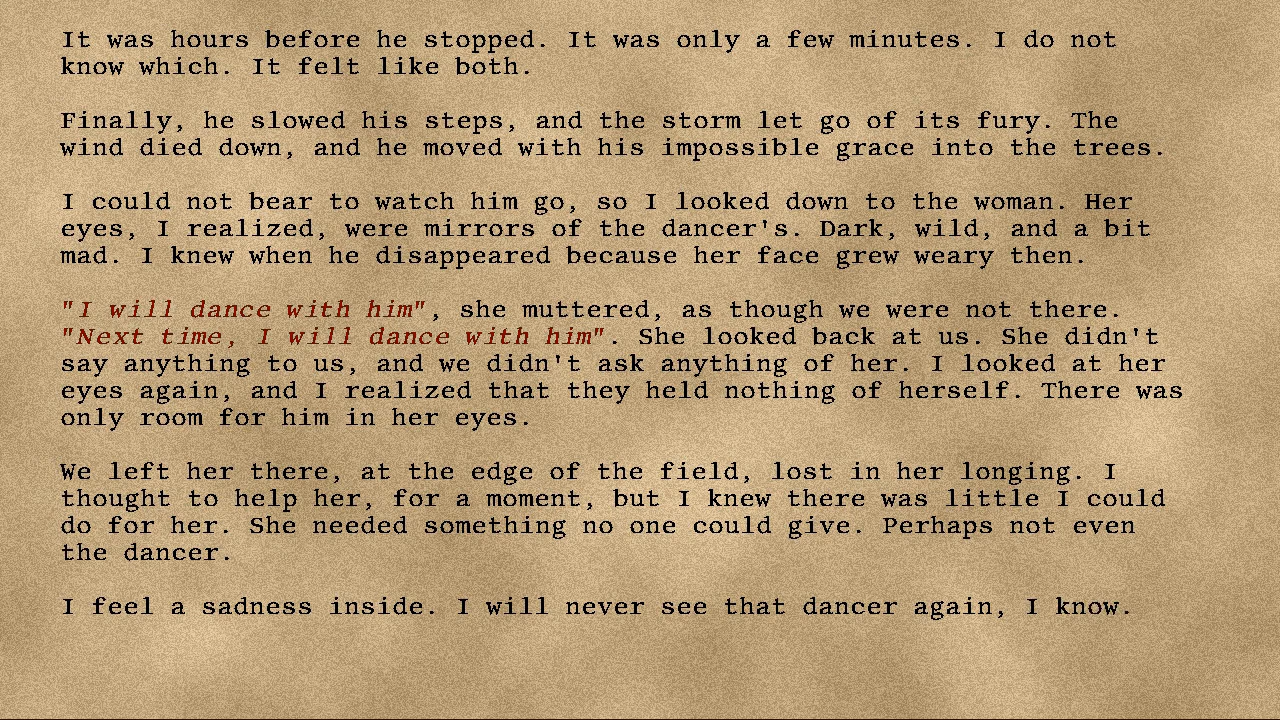 It was hours before he stopped. It was only a few minutes. I do not
know which. It felt like both.
Finally, he slowed his steps, and the storm let go of its fury. The
wind died down, and he moved with his impossible grace into the trees.
I could not bear to watch him go, so I looked down to the woman. Her
eyes, I realized, were mirrors of the dancer's. Dark, wild, and a bit
mad. I knew when he disappeared because her face grew weary then.
"I will dance with him", she muttered, as though we were not there.
"Next time, I will dance with him". She looked back at us. She didn't
say anything to us, and we didn't ask anything of her. I looked at her
eyes again, and I realized that they held nothing of herself. There was
only room for him in her eyes.
We left her there, at the edge of the field, lost in her longing. I
thought to help her, for a moment, but I knew there was little I could
do for her. She needed something no one could give. Perhaps not even
the dancer.
I feel a sadness inside. I will never see that dancer again, I know.